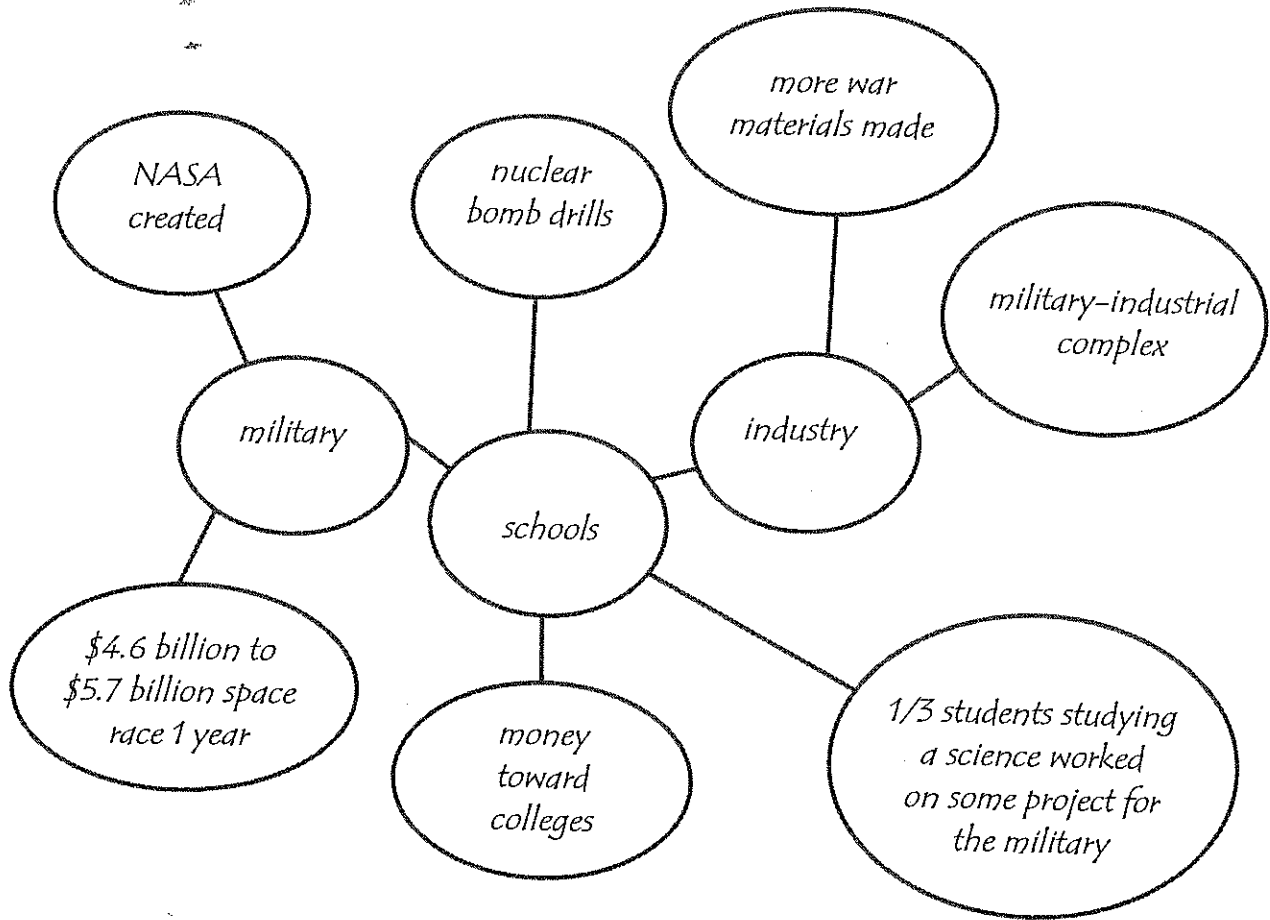 more war
materials made
NASA
created
nuclear
bomb drills
military-industrial
complex
military
industry
schools
$4.6 billion to
$5.7 billion space
race 1 year
money
toward
colleges
1/3 students studying
a science worked
on some project for
the military